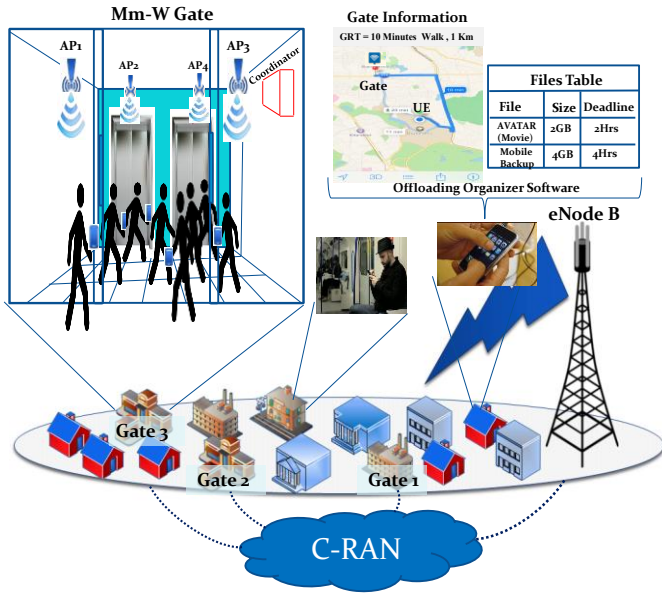 Mm-W Gate
AP1
AP2
AP4
AP3
Coordinator
Gate Information
GRT = 10 Minutes Walk , 1 Km
Gate
UE
Files Table
File Size Deadline
AVATAR (Movie) 2GB 2Hrs
Mobile Backup 4GB 4Hrs
Offloading Organizer Software
eNode B
Gate 3
Gate 2
Gate 1
C-RAN